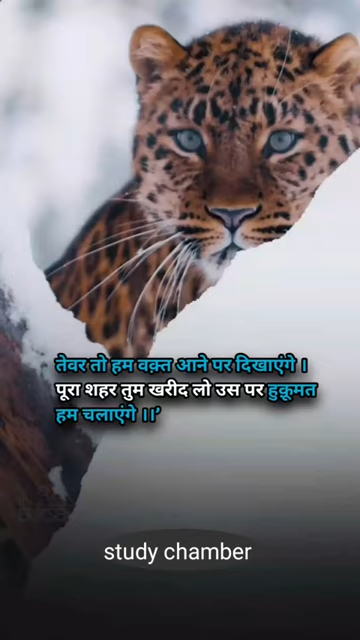 तेवर तो हम वक़्त आने पर दिखाएंगे ।
पूरा शहर तुम खरीद लो उस पर हुक़ूमत
हम चलाएंगे ।।’
study chamber